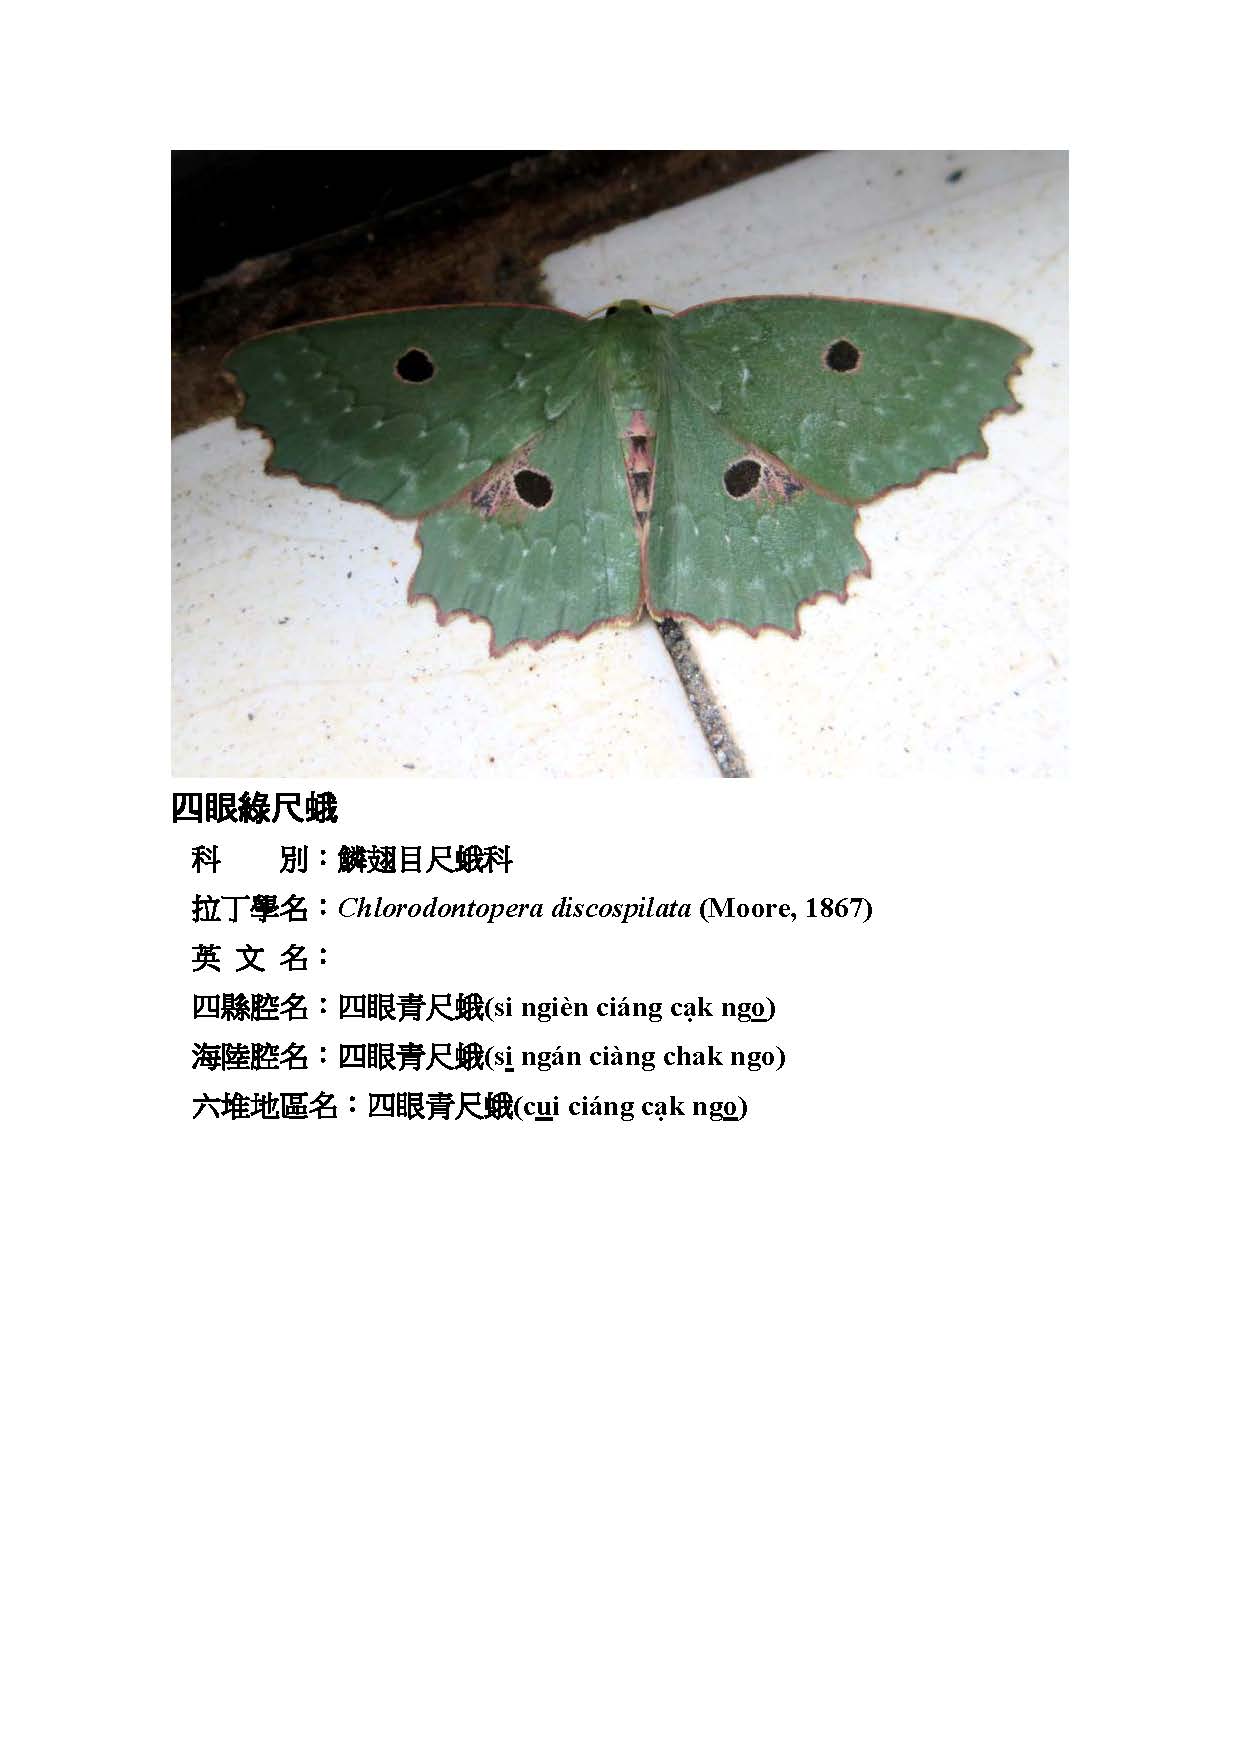 四眼綠尺蛾
科　　別：鱗翅目尺蛾科
拉丁學名：Chlorodontopera discospilata (Moore, 1867)
英 文 名：
四縣腔名：四眼青尺蛾(si ngièn ciáng cạk ngo̲)
海陸腔名：四眼青尺蛾(si̲ ngán ciàng chak ngo)
六堆地區名：四眼青尺蛾(cu̲i ciáng cạk ngo̲)